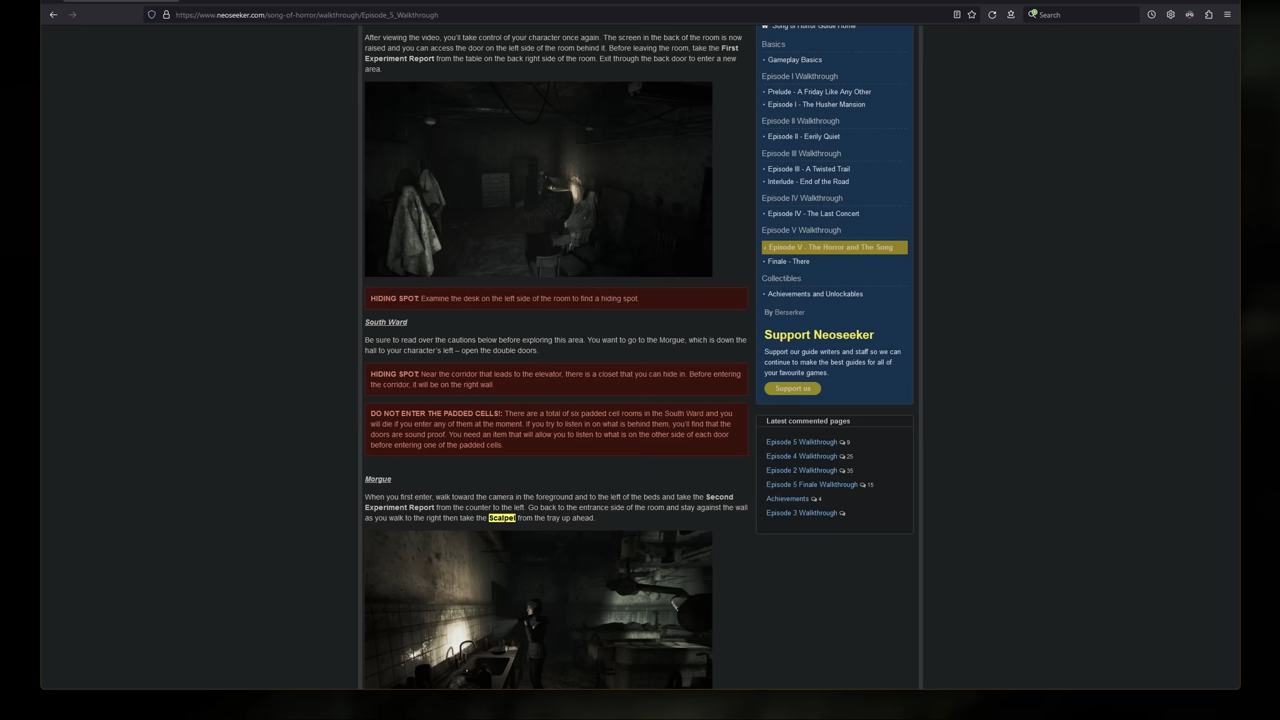 https://www.neoseeker.com/song-of-horror/walkthrough/Episode_5_Walkthrough
Search
After viewing the video, you'll take control of your character once again. The screen in the back of the room is now
raised and you can access the door on the left side of the room behind it. Before leaving the room, take the First
Experiment Report from the table on the back right side of the room. Exit through the back door to enter a new
area.
HIDING SPOT: Examine the desk on the left side of the room to find a hiding spot.
South Ward
Be sure to read over the cautions below before exploring this area. You want to go to the Morgue, which is down the
hall to your character's left – open the double doors.
HIDING SPOT: Near the corridor that leads to the elevator, there is a closet that you can hide in. Before entering
the corridor, it will be on the right wall.
DO NOT ENTER THE PADDED CELLS!: There are a total of six padded cell rooms in the South Ward and you
will die if you enter any of them at the moment. If you try to listen in on what is behind them, you'll find that the
doors are sound proof. You need an item that will allow you to listen to what is on the other side of each door
before entering one of the padded cells.
Morgue
When you first enter, walk toward the camera in the foreground and to the left of the beds and take the Second
Experiment Report from the counter to the left. Go back to the entrance side of the room and stay against the wall
as you walk to the right then take the Scalpel from the tray up ahead.
Song of Horror Guide Home
Basics
• Gameplay Basics
Episode I Walkthrough
• Prelude - A Friday Like Any Other
• Episode I - The Husher Mansion
Episode II Walkthrough
• Episode II - Eerily Quiet
Episode III Walkthrough
• Episode III - A Twisted Trail
• Interlude - End of the Road
Episode IV Walkthrough
• Episode IV - The Last Concert
Episode V Walkthrough
• Episode V - The Horror and The Song
• Finale - There
Collectibles
• Achievements and Unlockables
By Berserker
Support Neoseeker
Support our guide writers and staff so we can
continue to make the best guides for all of
your favourite games.
Support us
Latest commented pages
Episode 5 Walkthrough 9
Episode 4 Walkthrough 25
Episode 2 Walkthrough 35
Episode 5 Finale Walkthrough 15
Achievements 4
Episode 3 Walkthrough